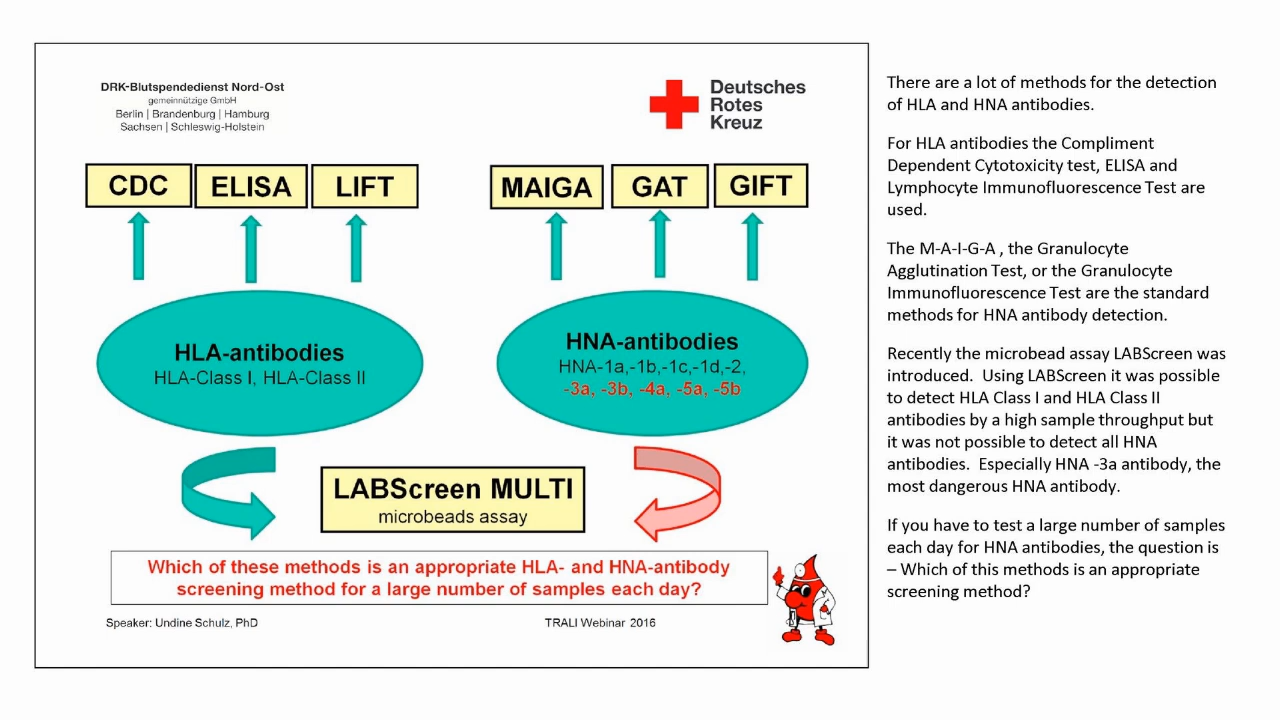 DRK-Blutspendedienst Nord-Ost
gemeinnützige GmbH
Berlin | Brandenburg | Hamburg
Sachsen | Schleswig-Holstein
Deutsches
Rotes
Kreuz
CDC
ELISA
LIFT
MAIGA
GAT
GIFT
HLA-antibodies
HLA-Class I, HLA-Class II
HNA-antibodies
HNA-1a,-1b,-1c,-1d,-2,
-3a, -3b, -4a, -5a, -5b
LABScreen MULTI
microbeads assay
Which of these methods is an appropriate HLA- and HNA-antibody
screening method for a large number of samples each day?
Speaker: Undine Schulz, PhD
TRALI Webinar 2016
There are a lot of methods for the detection
of HLA and HNA antibodies.
For HLA antibodies the Compliment
Dependent Cytotoxicity test, ELISA and
Lymphocyte Immunofluorescence Test are
used.
The M-A-I-G-A , the Granulocyte
Agglutination Test, or the Granulocyte
Immunofluorescence Test are the standard
methods for HNA antibody detection.
Recently the microbead assay LABScreen was
introduced.  Using LABScreen it was possible
to detect HLA Class I and HLA Class II
antibodies by a high sample throughput but
it was not possible to detect all HNA
antibodies.  Especially HNA -3a antibody, the
most dangerous HNA antibody.
If you have to test a large number of samples
each day for HNA antibodies, the question is
– Which of this methods is an appropriate
screening method?